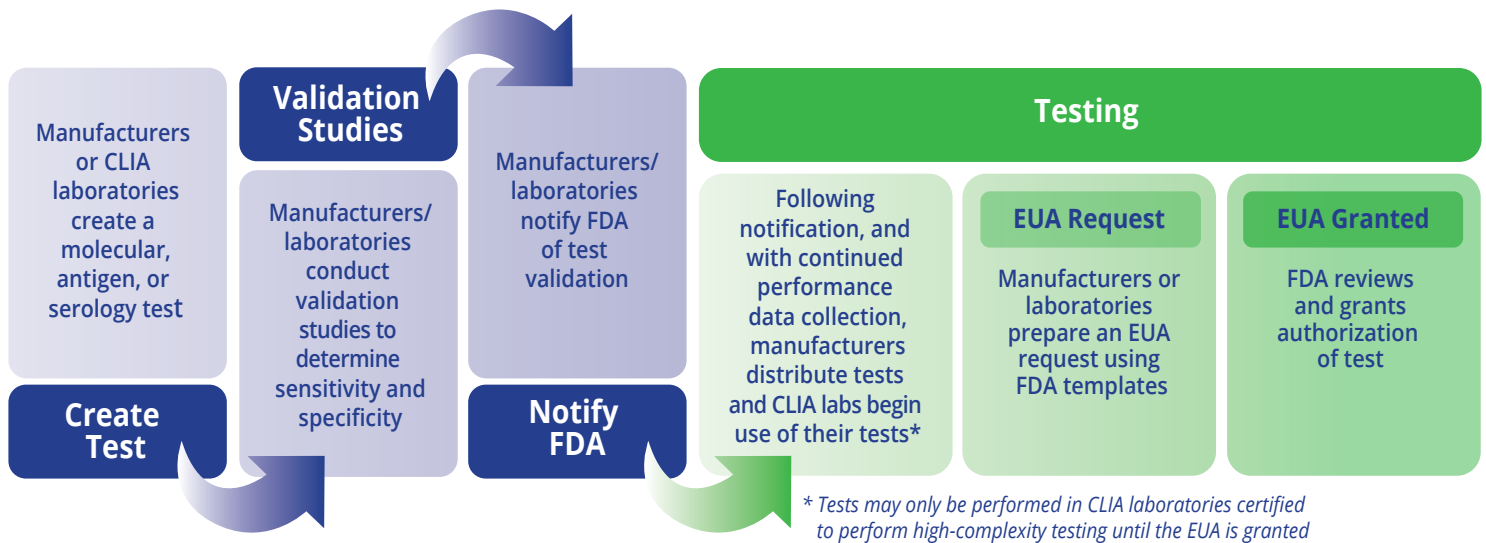 Manufacturers
or CLIA
laboratories
create a
molecular,
antigen, or
serology test
Create
Test
Validation
Studies
Manufacturers/
laboratories
conduct
validation
studies to
determine
sensitivity and
specificity
Manufacturers/
laboratories
notify FDA
of test
validation
Notify
FDA
Testing
Following
notification, and
with continued
performance
data collection,
manufacturers
distribute tests
and CLIA labs begin
use of their tests*
EUA Request
Manufacturers or
laboratories
prepare an EUA
request using
FDA templates
EUA Granted
FDA reviews
and grants
authorization
of test
* Tests may only be performed in CLIA laboratories certified
to perform high-complexity testing until the EUA is granted